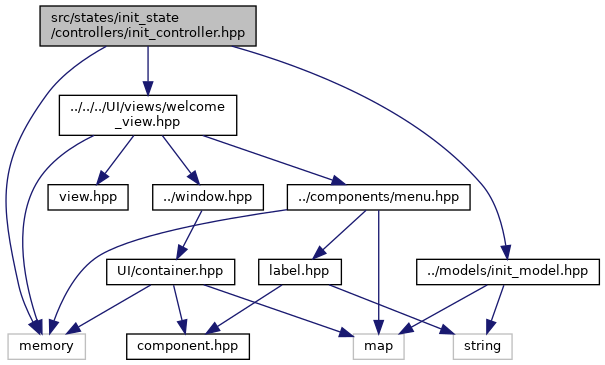 src/states/init_state
/controllers/init_controller.hpp
../../../UI/views/welcome
_view.hpp
view.hpp
../window.hpp
../components/menu.hpp
UI/container.hpp
label.hpp
../models/init_model.hpp
memory
component.hpp
map
string